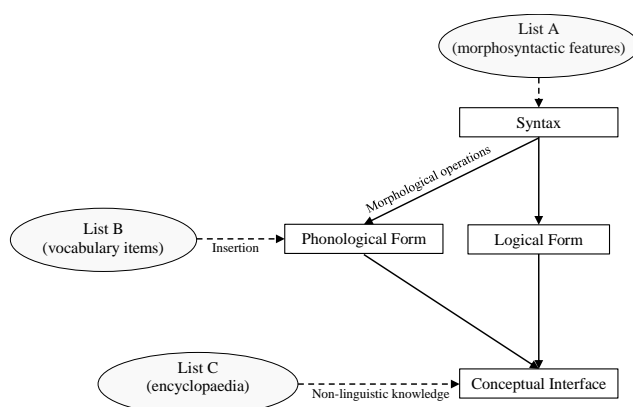 List A
(morphosyntactic features)
Syntax
Morphological operations
List B
(vocabulary items)
Insertion
Phonological Form
Logical Form
List C
(encyclopaedia)
Non-linguistic knowledge
Conceptual Interface